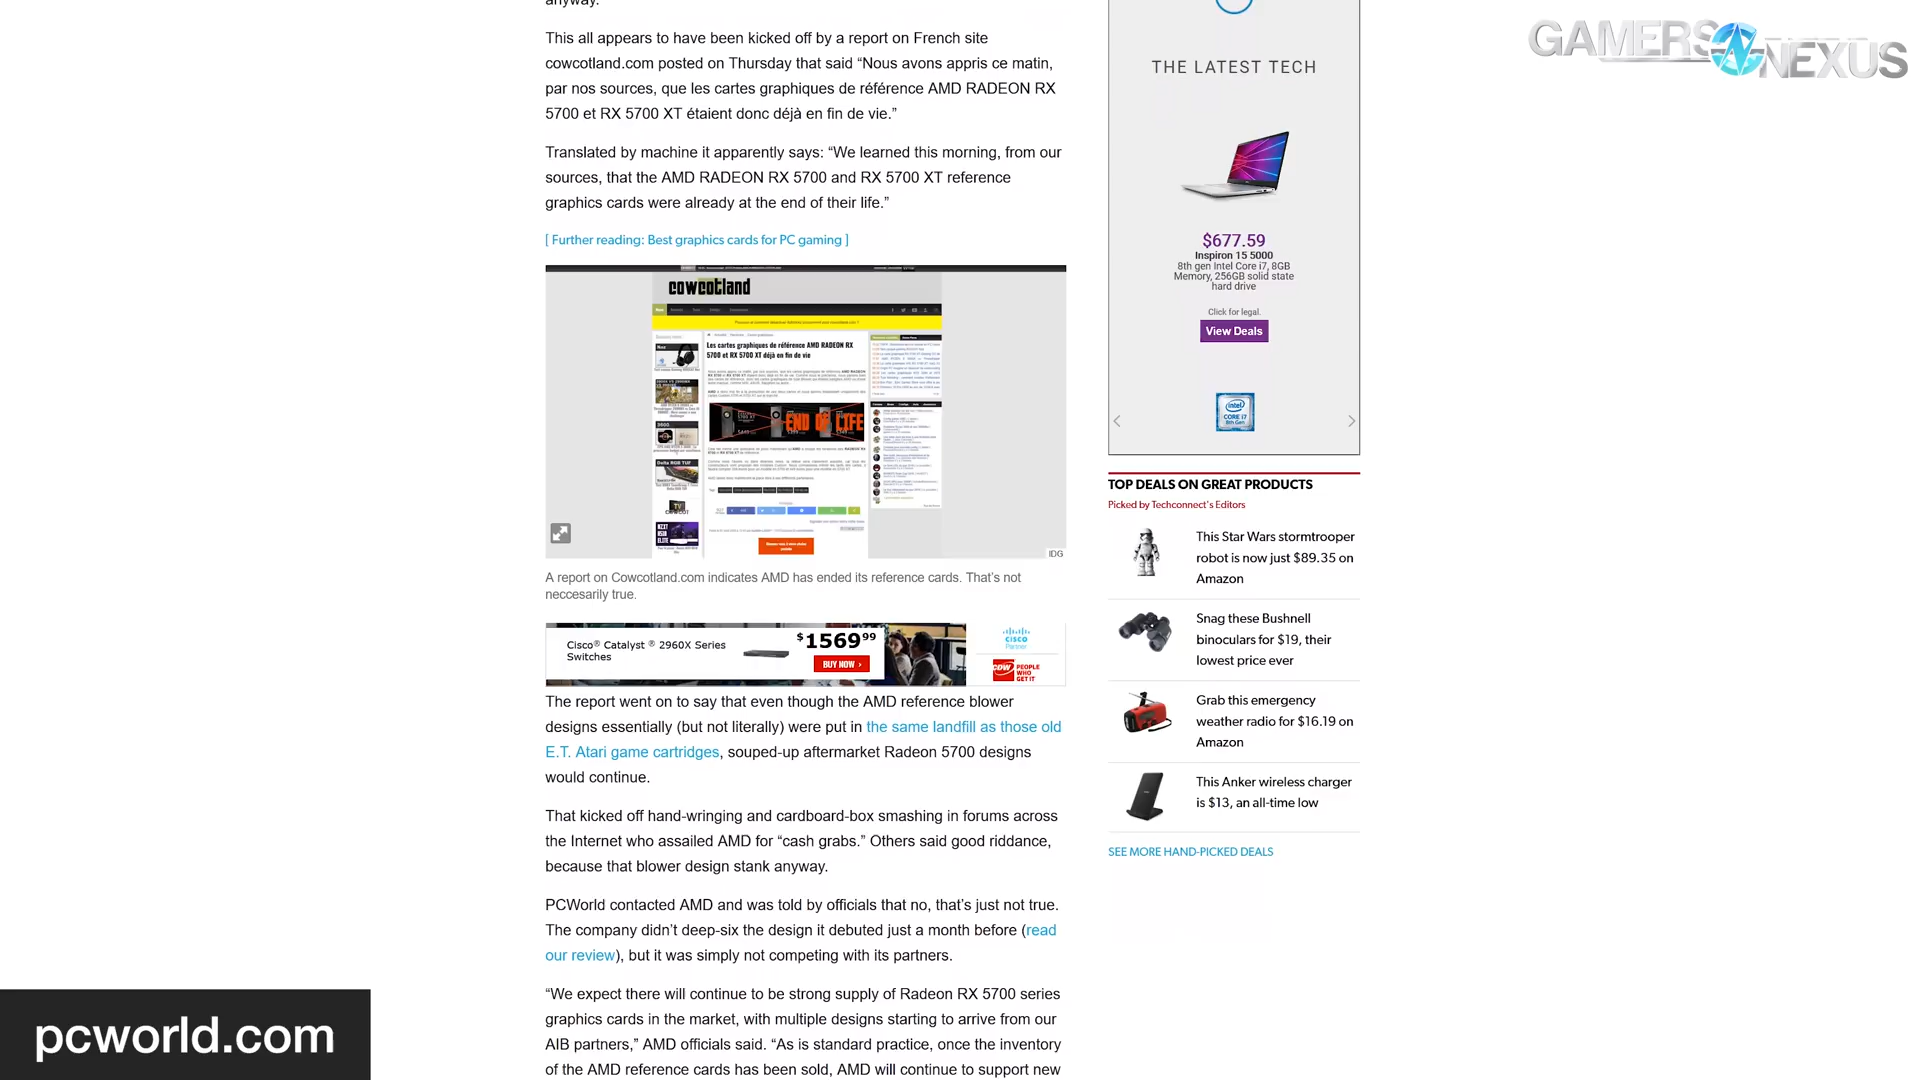 anyway.
This all appears to have been kicked off by a report on French site
cowcotland.com posted on Thursday that said “Nous avons appris ce matin,
par nos sources, que les cartes graphiques de référence AMD RADEON RX
5700 et RX 5700 XT étaient donc déjà en fin de vie.”
Translated by machine it apparently says: “We learned this morning, from our
sources, that the AMD RADEON RX 5700 and RX 5700 XT reference
graphics cards were already at the end of their life.”
[ Further reading: Best graphics cards for PC gaming ]
cowcotland
Les cartes graphiques de référence AMD RADEON RX
5700 et RX 5700 XT déjà en fin de vie
END OF LIFE
IDG
A report on Cowcotland.com indicates AMD has ended its reference cards. That’s not
neccesarily true.
Cisco® Catalyst ® 2960X Series
Switches
$1569⁹⁹
BUY NOW ›
CISCO
Partner
CDW PEOPLE
WHO
GET IT
The report went on to say that even though the AMD reference blower
designs essentially (but not literally) were put in the same landfill as those old
E.T. Atari game cartridges, souped-up aftermarket Radeon 5700 designs
would continue.
That kicked off hand-wringing and cardboard-box smashing in forums across
the Internet who assailed AMD for “cash grabs.” Others said good riddance,
because that blower design stank anyway.
PCWorld contacted AMD and was told by officials that no, that’s just not true.
The company didn’t deep-six the design it debuted just a month before (read
our review), but it was simply not competing with its partners.
“We expect there will continue to be strong supply of Radeon RX 5700 series
graphics cards in the market, with multiple designs starting to arrive from our
AIB partners,” AMD officials said. “As is standard practice, once the inventory
of the AMD reference cards has been sold, AMD will continue to support new
THE LATEST TECH
$677.59
Inspiron 15 5000
8th gen Intel Core i7, 8GB
Memory, 256GB solid state
hard drive
Click for legal.
View Deals
intel
CORE i7
8th Gen
TOP DEALS ON GREAT PRODUCTS
Picked by Techconnect's Editors
This Star Wars stormtrooper
robot is now just $89.35 on
Amazon
Snag these Bushnell
binoculars for $19, their
lowest price ever
Grab this emergency
weather radio for $16.19 on
Amazon
This Anker wireless charger
is $13, an all-time low
SEE MORE HAND-PICKED DEALS
GAMERS NEXUS
pcworld.com